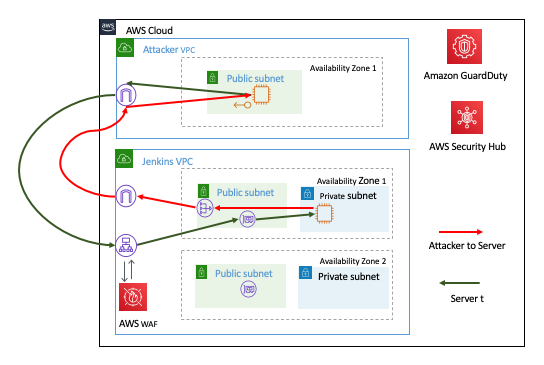 aws
AWS Cloud
Attacker VPC
Availability Zone 1
Public subnet
Amazon GuardDuty
AWS Security Hub
Jenkins VPC
Availability Zone 1
Public subnet
Private subnet
Attacker to Server
Availability Zone 2
Public subnet
Private subnet
Server t
AWS WAF